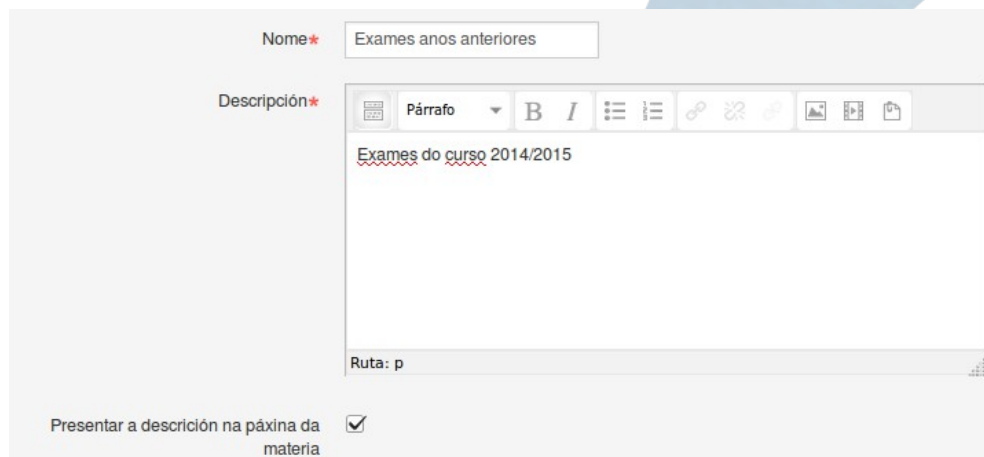 Nome*
Exames anos anteriores
Descripción*
Párrafo
B I
Exames do curso 2014/2015
Ruta: p
Presentar a descrición na páxina da
materia